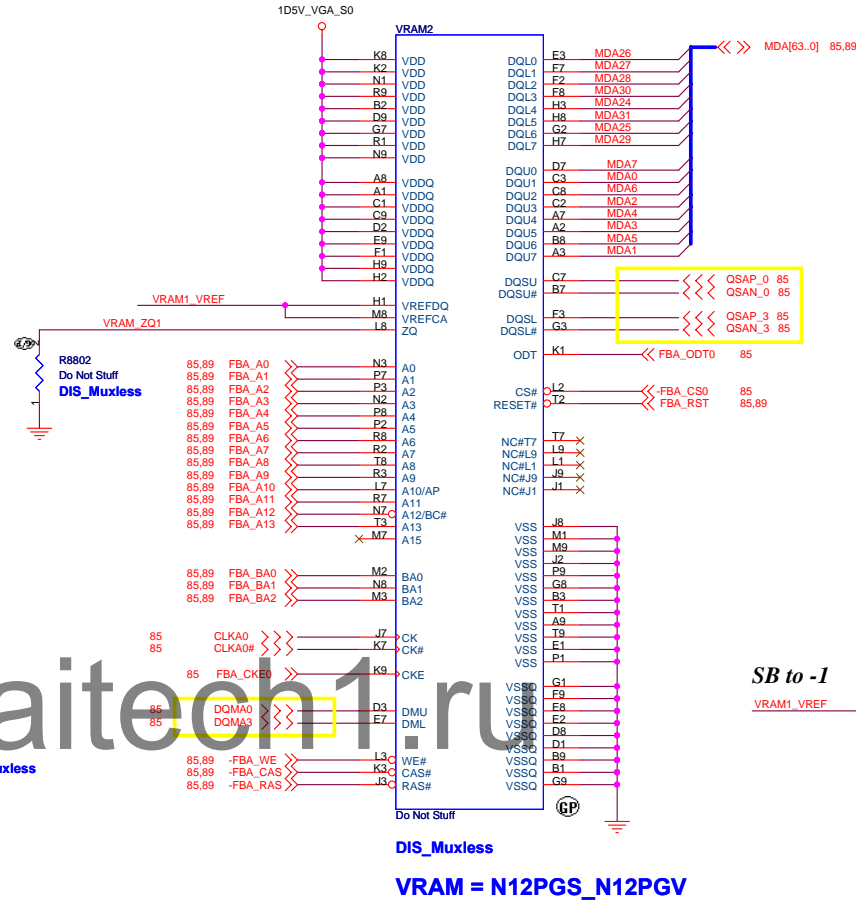 1D5V_VGA_S0
VRAM2
K8 VDD
K2 VDD
N1 VDD
R9 VDD
B2 VDD
D9 VDD
G7 VDD
R1 VDD
N9 VDD
A8 VDDQ
A1 VDDQ
C1 VDDQ
C9 VDDQ
D2 VDDQ
E9 VDDQ
F1 VDDQ
H9 VDDQ
H2 VDDQ
VRAM1_VREF H1 VREFDQ
M8 VREFCA
VRAM_ZQ1 L8 ZQ
R8802
Do Not Stuff
DIS_Muxless
2
1
85,89 FBA_A0 N3 A0
85,89 FBA_A1 P7 A1
85,89 FBA_A2 P3 A2
85,89 FBA_A3 N2 A3
85,89 FBA_A4 P8 A4
85,89 FBA_A5 P2 A5
85,89 FBA_A6 R8 A6
85,89 FBA_A7 R2 A7
85,89 FBA_A8 T8 A8
85,89 FBA_A9 R3 A9
85,89 FBA_A10 L7 A10/AP
85,89 FBA_A11 R7 A11
85,89 FBA_A12 N7 A12/BC#
85,89 FBA_A13 T3 A13
M7 A15
85,89 FBA_BA0 M2 BA0
85,89 FBA_BA1 N8 BA1
85,89 FBA_BA2 M3 BA2
85 CLKA0 J7 CK
85 CLKA0# K7 CK#
85 FBA_CKE0 K9 CKE
85 DQMA0 D3 DMU
85 DQMA3 E7 DML
85,89 -FBA_WE L3 WE#
85,89 -FBA_CAS K3 CAS#
85,89 -FBA_RAS J3 RAS#
DQL0 E3 MDA26
DQL1 F7 MDA27
DQL2 F2 MDA28
DQL3 F8 MDA30
DQL4 H3 MDA24
DQL5 H8 MDA31
DQL6 G2 MDA25
DQL7 H7 MDA29
MDA[63..0] 85,89
DQU0 D7 MDA7
DQU1 C3 MDA0
DQU2 C8 MDA6
DQU3 C2 MDA2
DQU4 A7 MDA4
DQU5 A2 MDA3
DQU6 B8 MDA5
DQU7 A3 MDA1
DQSU C7 QSAP_0 85
DQSU# B7 QSAN_0 85
DQSL F3 QSAP_3 85
DQSL# G3 QSAN_3 85
ODT K1 FBA_ODT0 85
CS# L2 -FBA_CS0 85
RESET# T2 FBA_RST 85,89
NC#T7 T7
NC#L9 L9
NC#L1 L1
NC#J9 J9
NC#J1 J1
VSS J8
VSS M1
VSS M9
VSS J2
VSS P9
VSS G8
VSS B3
VSS T1
VSS A9
VSS T9
VSS E1
VSS P1
VSSQ G1
VSSQ F9
VSSQ E8
VSSQ E2
VSSQ D8
VSSQ D1
VSSQ B9
VSSQ B1
VSSQ G9
SB to -1
VRAM1_VREF
aitech1.ru
uxless
Do Not Stuff
GP
DIS_Muxless
VRAM = N12PGS_N12PGV